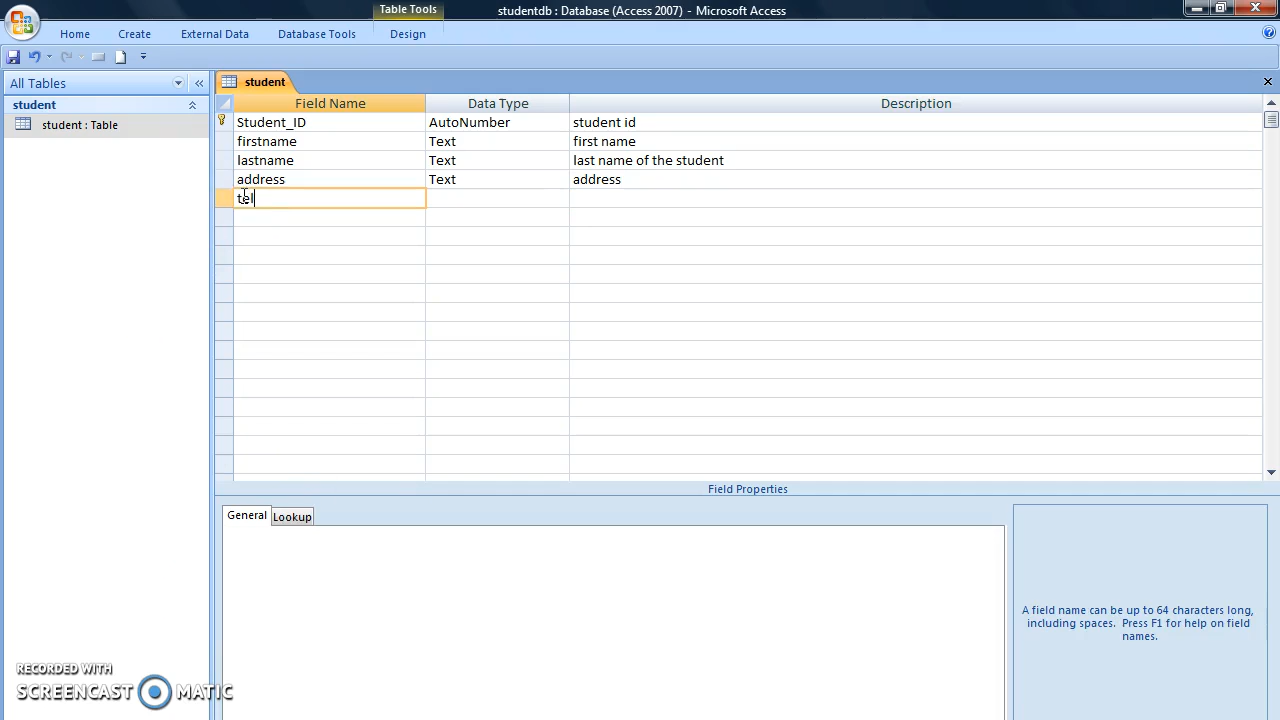 Table Tools
studentdb : Database (Access 2007) - Microsoft Access
Home Create External Data Database Tools Design
All Tables
student
student : Table
student
Field Name Data Type Description
Student_ID AutoNumber student id
firstname Text first name
lastname Text last name of the student
address Text address
tel
Field Properties
General Lookup
A field name can be up to 64 characters long,
including spaces. Press F1 for help on field
names.
RECORDED WITH
SCREENCAST MATIC